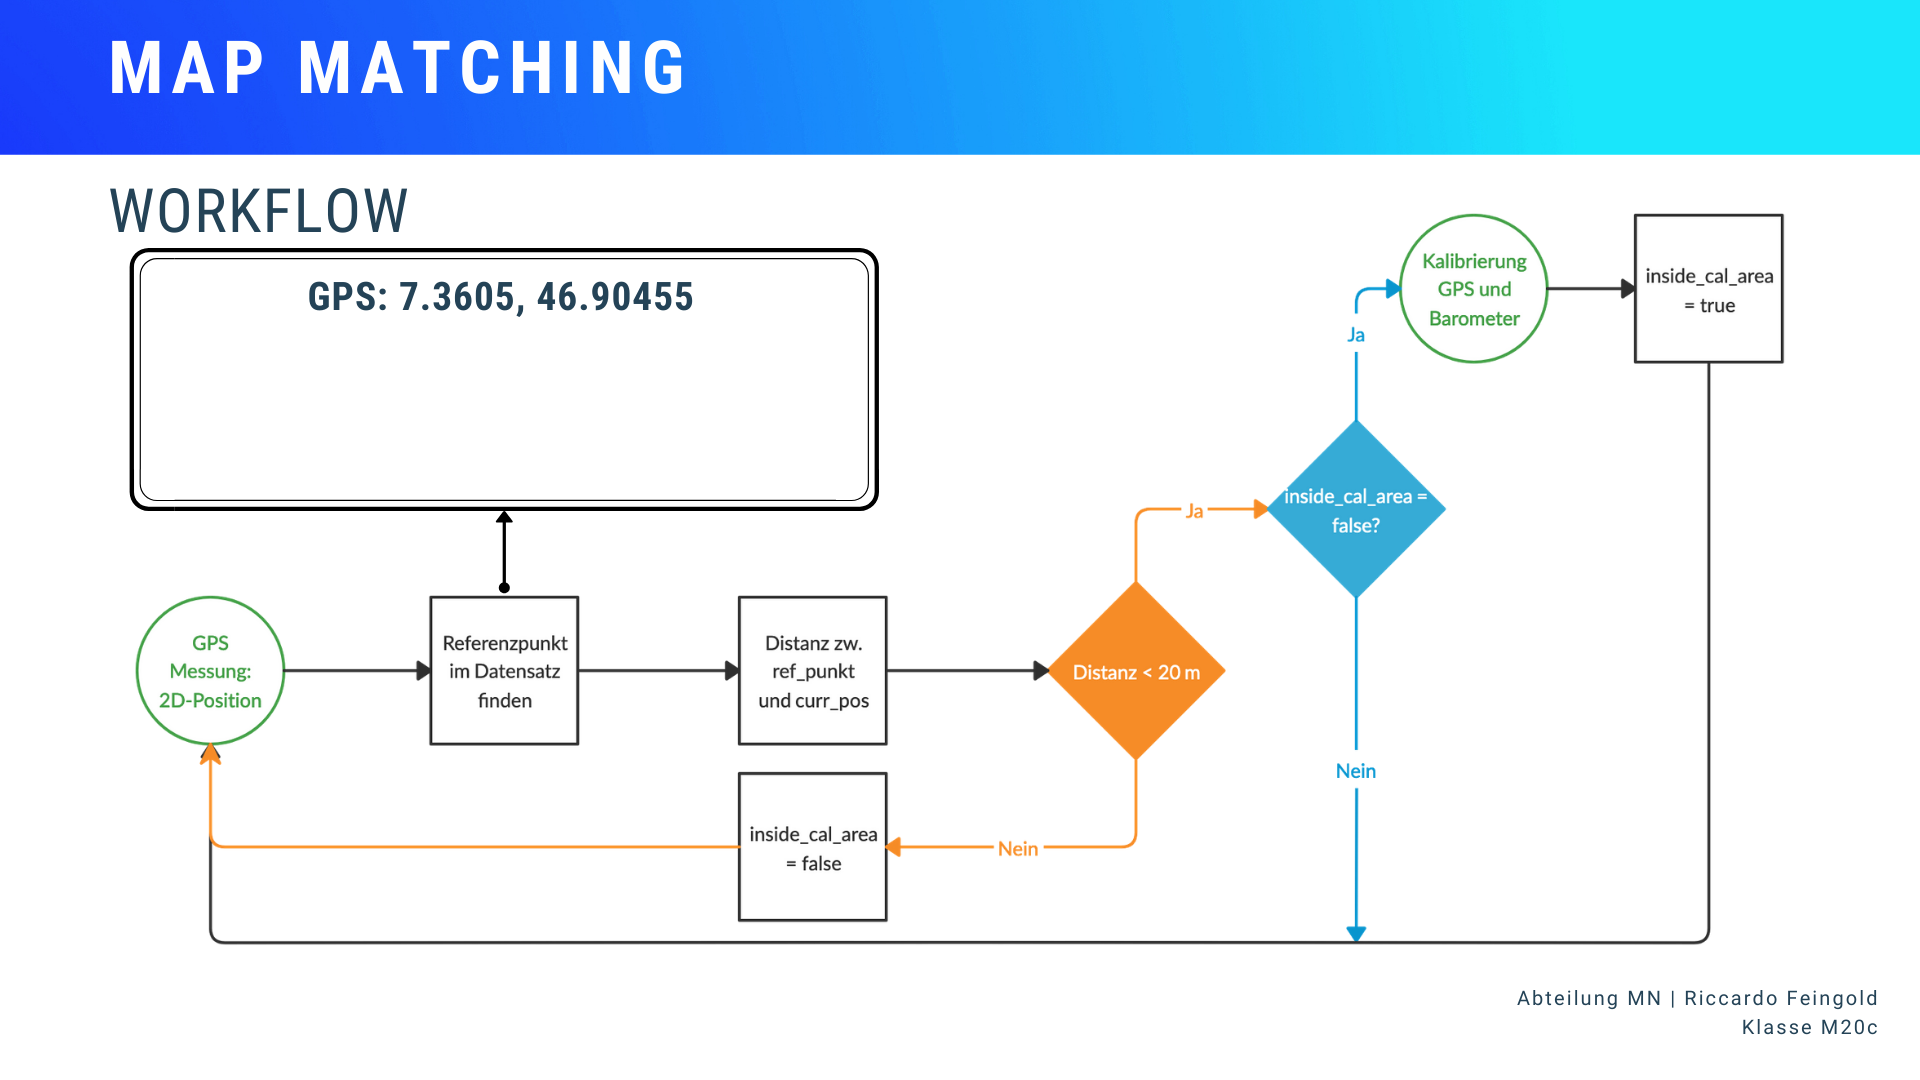 MAP MATCHING
WORKFLOW
GPS: 7.3605, 46.90455
GPS
Messung:
2D-Position
Referenzpunkt
im Datensatz
finden
Distanz zw.
ref_punkt
und curr_pos
Distanz < 20 m
Ja
Nein
inside_cal_area
= false
inside_cal_area =
false?
Ja
Nein
Kalibrierung
GPS und
Barometer
inside_cal_area
= true
Abteilung MN | Riccardo Feingold
Klasse M20c